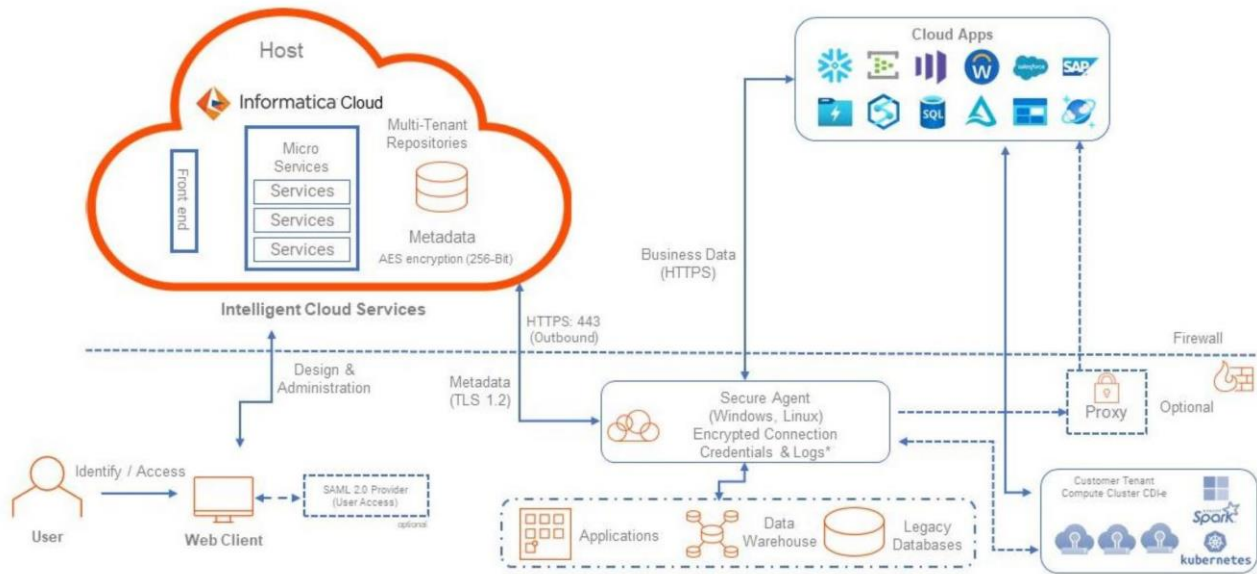 Host
Informatica Cloud
Front end
Micro
Services
Services
Services
Services
Multi-Tenant
Repositories
Metadata
AES encryption (256-Bit)
Intelligent Cloud Services
Cloud Apps
W
salesforce
SAP
SQL
Business Data
(HTTPS)
HTTPS: 443
(Outbound)
Firewall
Design &
Administration
Metadata
(TLS 1.2)
Secure Agent
(Windows, Linux)
Encrypted Connection
Credentials & Logs*
Proxy
Optional
Identify / Access
User
Web Client
SAML 2.0 Provider
(User Access)
optional
Applications
Data
Warehouse
Legacy
Databases
Customer Tenant
Compute Cluster CDI-e
Spark
kubernetes